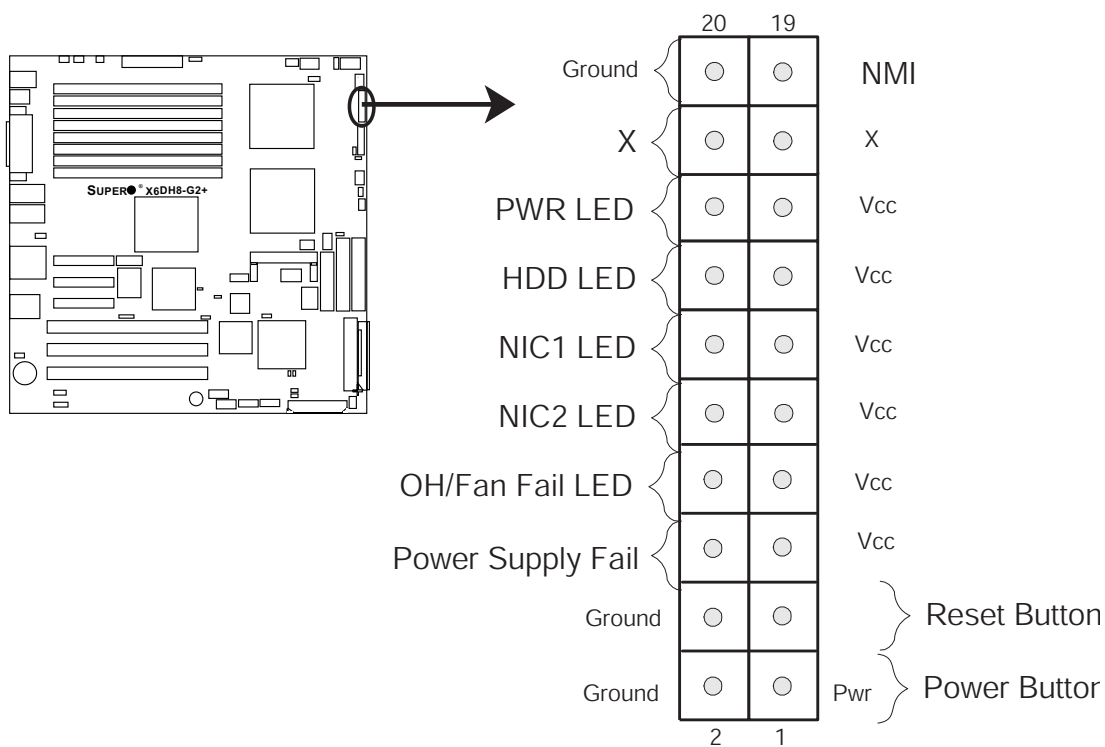 20 19
Ground NMI
X X
SUPER ® X6DH8-G2+
PWR LED Vcc
HDD LED Vcc
NIC1 LED Vcc
NIC2 LED Vcc
OH/Fan Fail LED Vcc
Power Supply Fail Vcc
Ground Reset Button
Ground Pwr Power Button
2 1